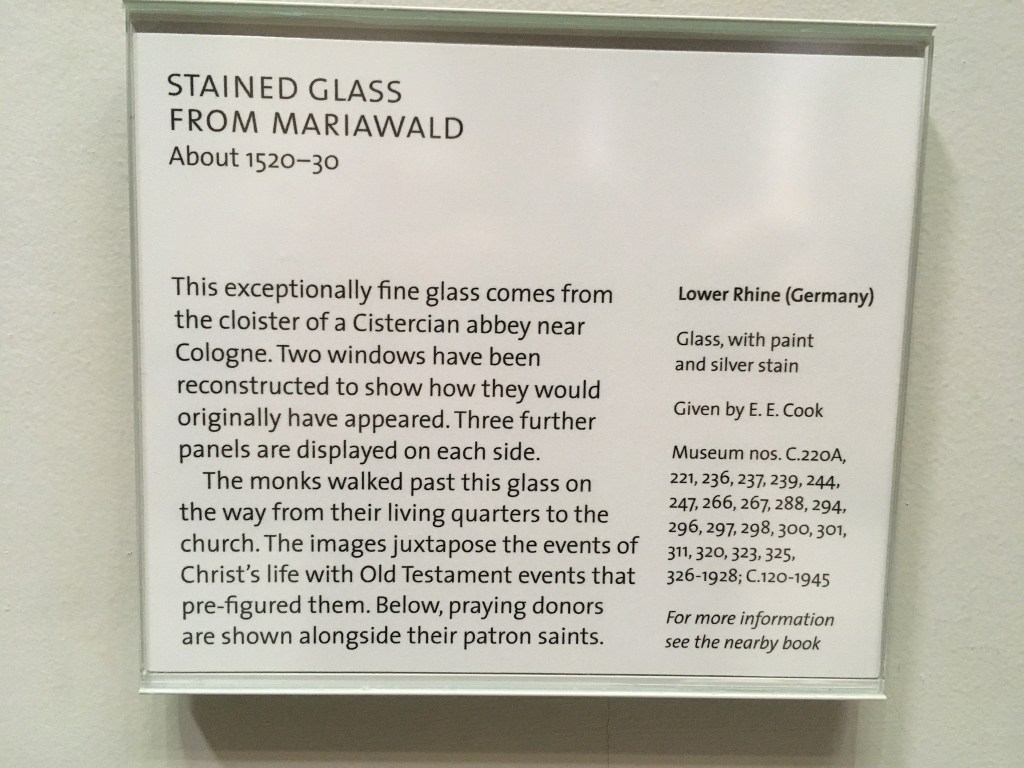 STAINED GLASS
FROM MARIAWALD
About 1520–30
This exceptionally fine glass comes from
the cloister of a Cistercian abbey near
Cologne. Two windows have been
reconstructed to show how they would
originally have appeared. Three further
panels are displayed on each side.
The monks walked past this glass on
the way from their living quarters to the
church. The images juxtapose the events of
Christ's life with Old Testament events that
pre-figured them. Below, praying donors
are shown alongside their patron saints.
Lower Rhine (Germany)
Glass, with paint
and silver stain
Given by E. E. Cook
Museum nos. C.220A,
221, 236, 237, 239, 244,
247, 266, 267, 288, 294,
296, 297, 298, 300, 301,
311, 320, 323, 325,
326-1928; C.120-1945
For more information
see the nearby book